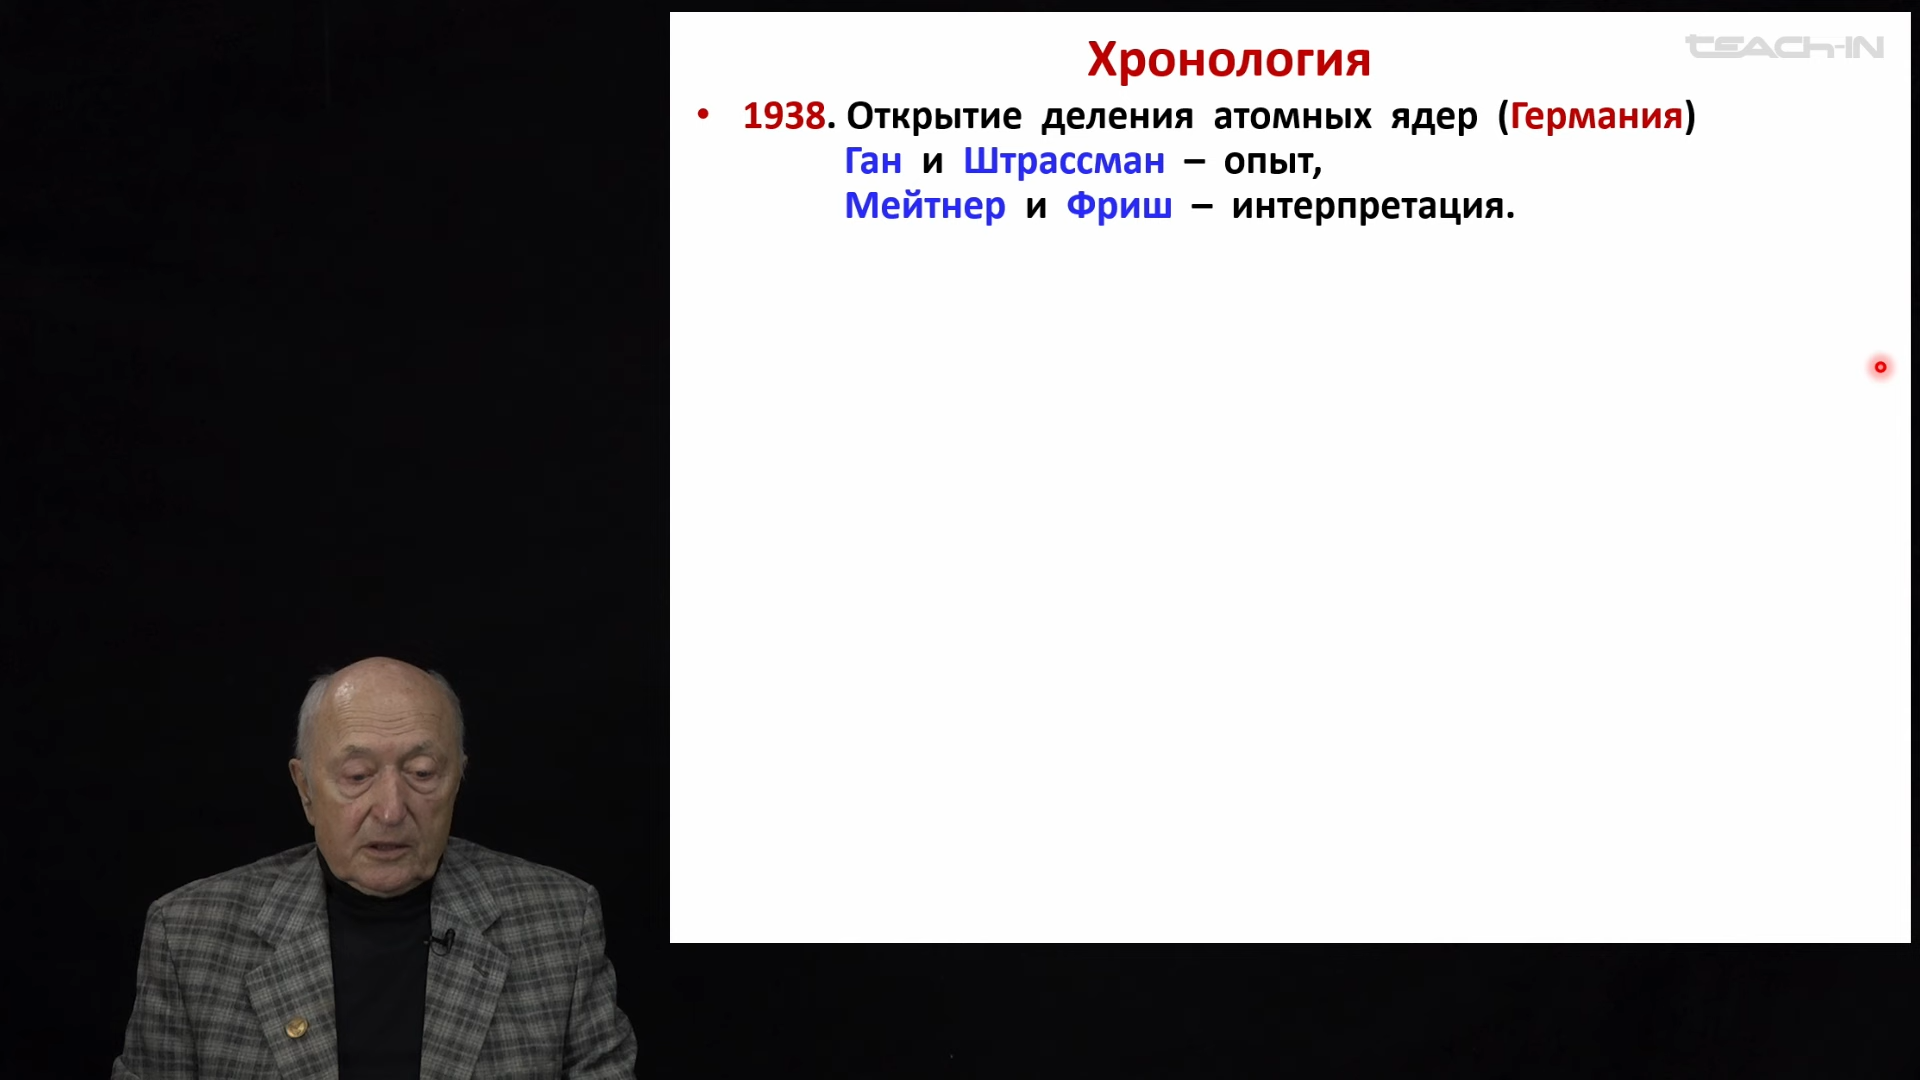 Хронология
TEACH-IN
• 1938. Открытие деления атомных ядер (Германия)
Ган и Штрассман – опыт,
Мейтнер и Фриш – интерпретация.